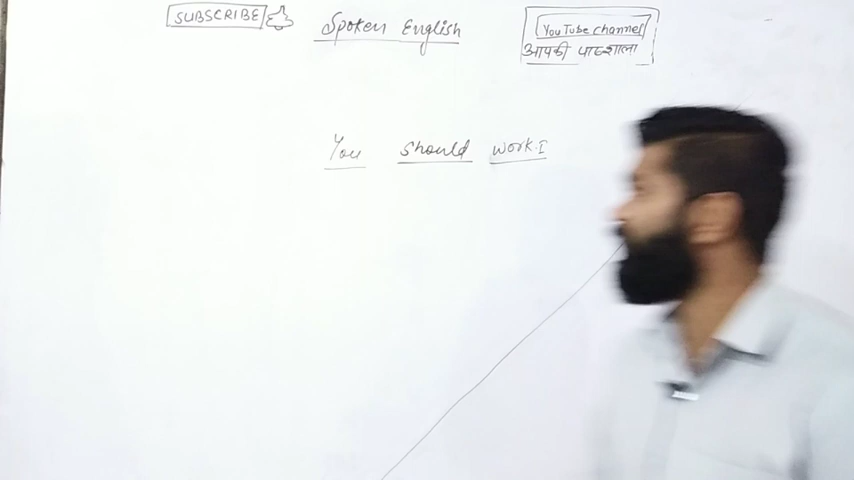 SUBSCRIBE
Spoken English
YouTube channel
आपकी पाठशाला
You should work.I